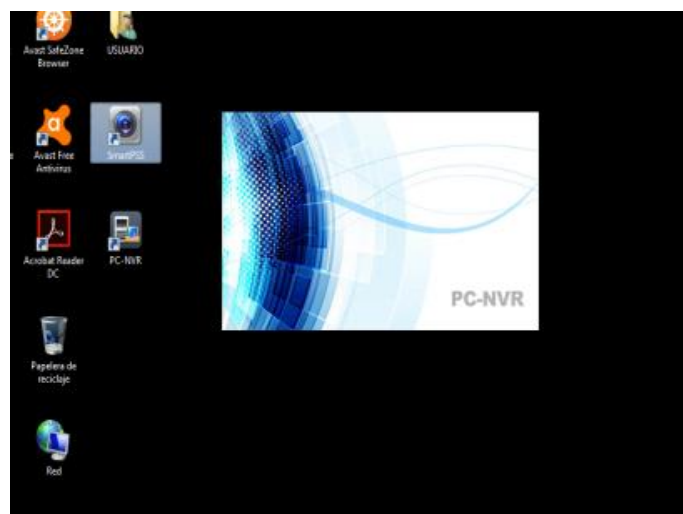 Avast SafeZone
Browser
USUARIO
Avast Free
Antivirus
SmartPSS
Acrobat Reader
DC
PC-NVR
PC-NVR
Papelera de
reciclaje
Red